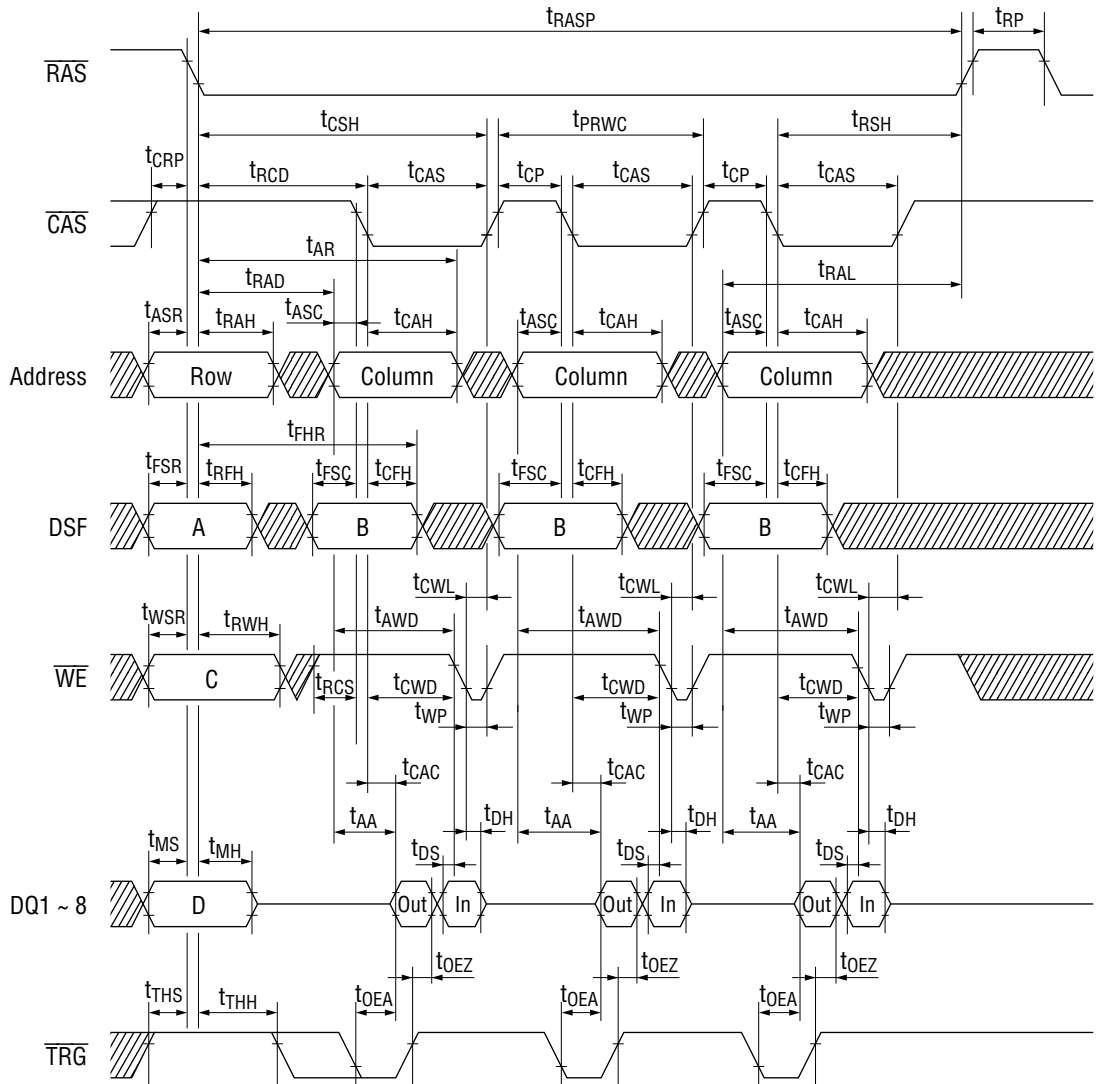 tRASP tRP
RAS
tCSH tPRWC tRSH
tCRP tRCD tCAS tCP tCAS tCP tCAS
CAS
tAR
tRAD tRAL
tASR tRAH tASC tCAH tASC tCAH tASC tCAH
Address Row Column Column Column
tFHR
tFSR tRFH tFSC tCFH tFSC tCFH tFSC tCFH
DSF A B B B
tCWL tCWL tCWL
tWSR tRWH tAWD tAWD tAWD
WE C
tRCS tCWD tCWD tCWD
tWP tWP tWP
tCAC tCAC tCAC
tAA tDH tAA tDH tAA tDH
tMS tMH tDS tDS tDS
DQ1 ~ 8 D Out In Out In Out In
tOEZ tOEZ tOEZ
tTHS tTHH tOEA tOEA tOEA
TRG